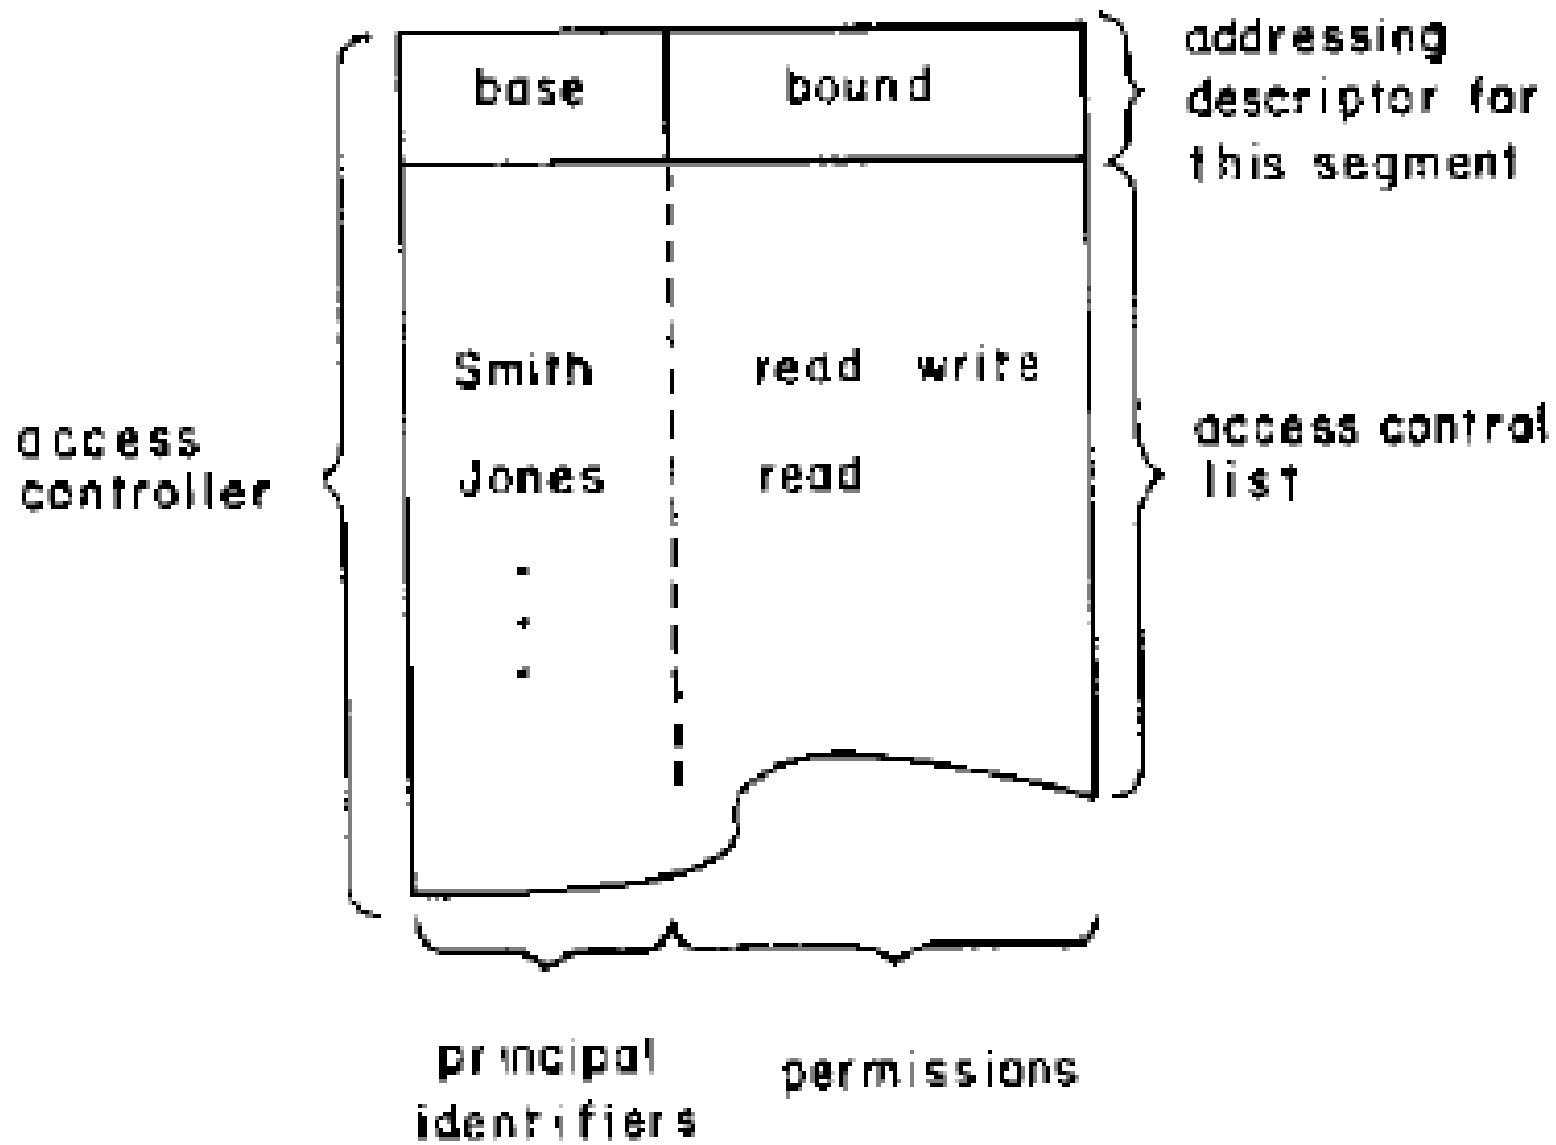 base bound
addressing
descriptor for
this segment
Smith read write
access
controller
Jones read
access control
list
principal
identifiers
permissions